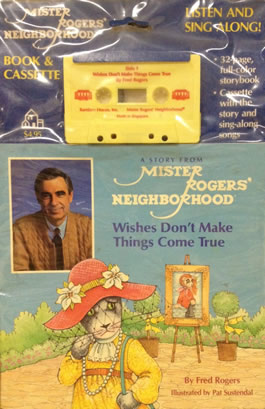 MISTER
ROGERS'
NEIGHBORHOOD
BOOK &
CASSETTE
$4.95
LISTEN AND
SING ALONG!
• 32-page,
full-color
storybook
• Cassette
with the
story and
sing-along
songs
Wishes Don't Make Things Come True
by Fred Rogers
A STORY FROM
MISTER
ROGERS'
NEIGHBORHOOD
Wishes Don't Make
Things Come True
By Fred Rogers
Illustrated by Pat Sustendal